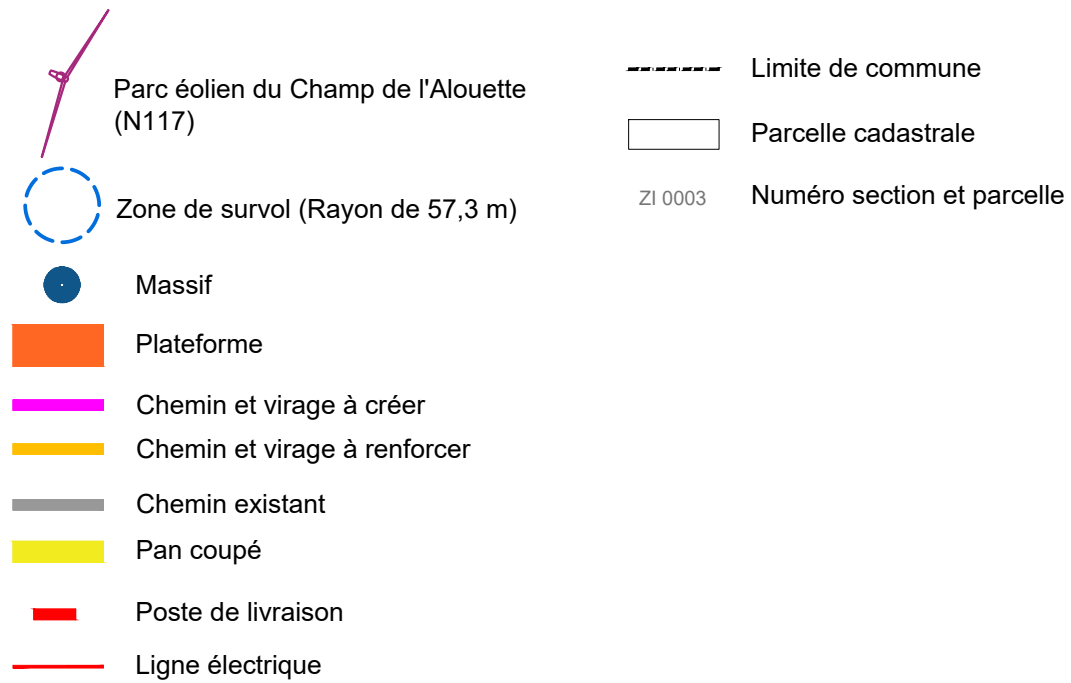 Parc éolien du Champ de l'Alouette
(N117)
Zone de survol (Rayon de 57,3 m)
Massif
Plateforme
Chemin et virage à créer
Chemin et virage à renforcer
Chemin existant
Pan coupé
Poste de livraison
Ligne électrique
Limite de commune
Parcelle cadastrale
ZI 0003 Numéro section et parcelle